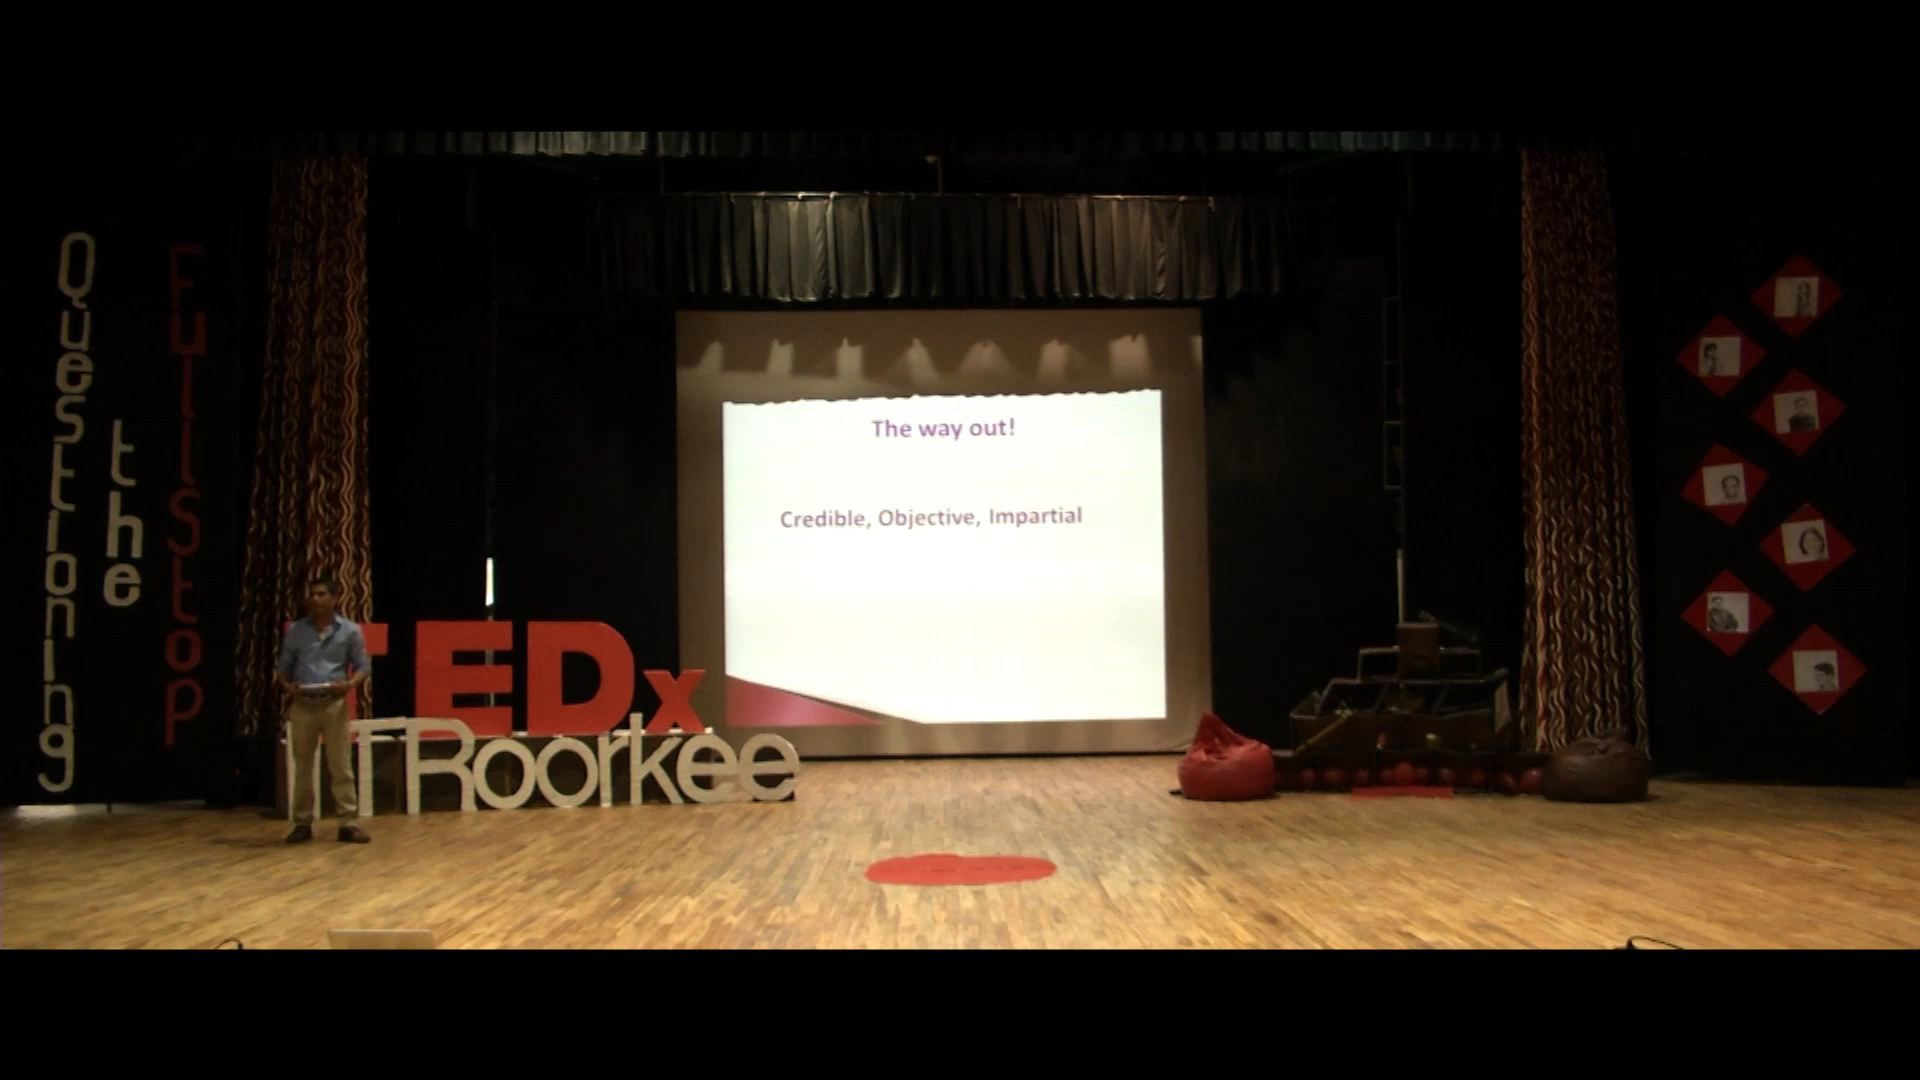 Questioning
the
FullStop
The way out!
Credible, Objective, Impartial
TEDx
IITRoorkee